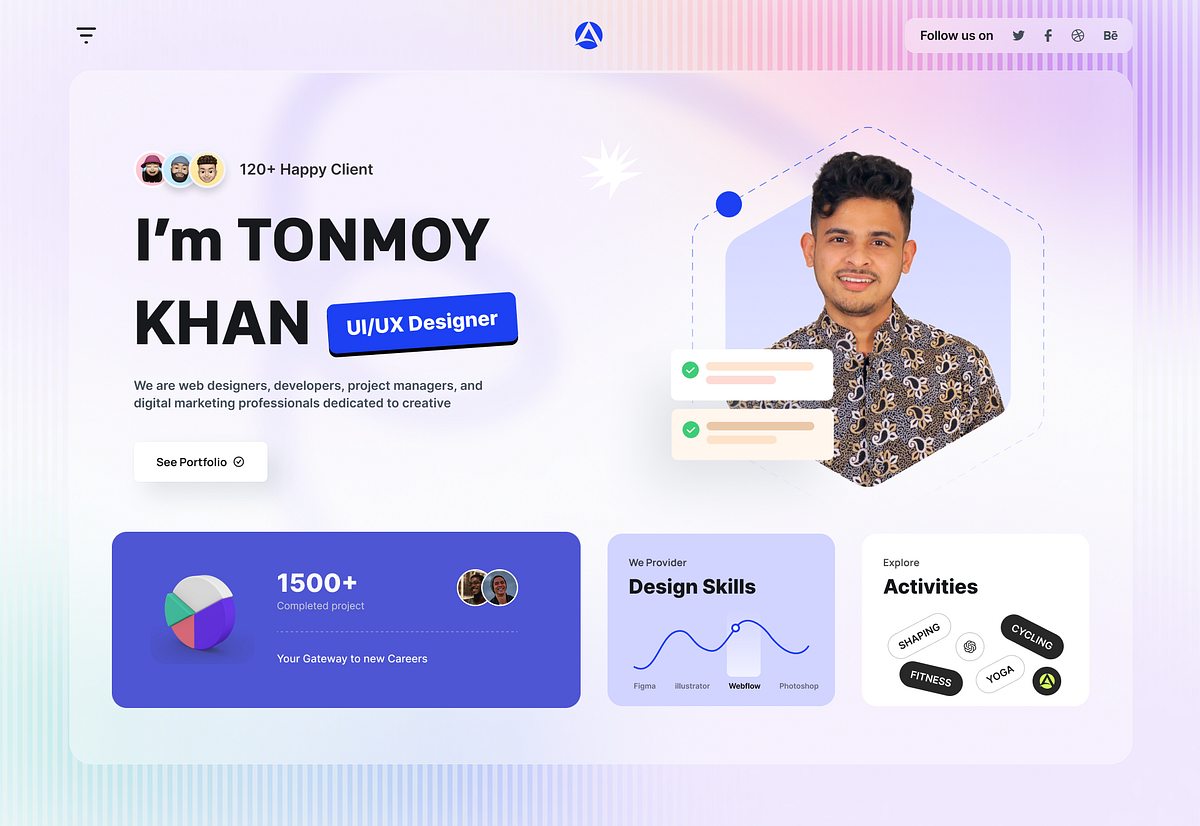 Follow us on
Bē
120+ Happy Client
I’m TONMOY
KHAN
UI/UX Designer
We are web designers, developers, project managers, and
digital marketing professionals dedicated to creative
See Portfolio
1500+
Completed project
Your Gateway to new Careers
We Provider
Design Skills
Figma
illustrator
Webflow
Photoshop
Explore
Activities
SHAPING
CYCLING
FITNESS
YOGA